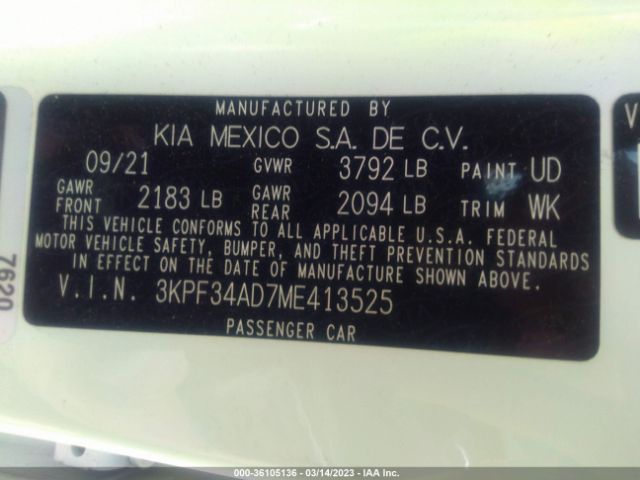 MANUFACTURED BY
KIA MEXICO S.A. DE C.V.
09/21 GVWR 3792 LB PAINT UD
GAWR FRONT 2183 LB GAWR REAR 2094 LB TRIM WK
THIS VEHICLE CONFORMS TO ALL APPLICABLE U.S.A. FEDERAL
MOTOR VEHICLE SAFETY, BUMPER, AND THEFT PREVENTION STANDARDS
IN EFFECT ON THE DATE OF MANUFACTURE SHOWN ABOVE.
V.I.N. 3KPF34AD7ME413525
PASSENGER CAR
7620
V
000-36105136 - 03/14/2023 - IAA Inc.